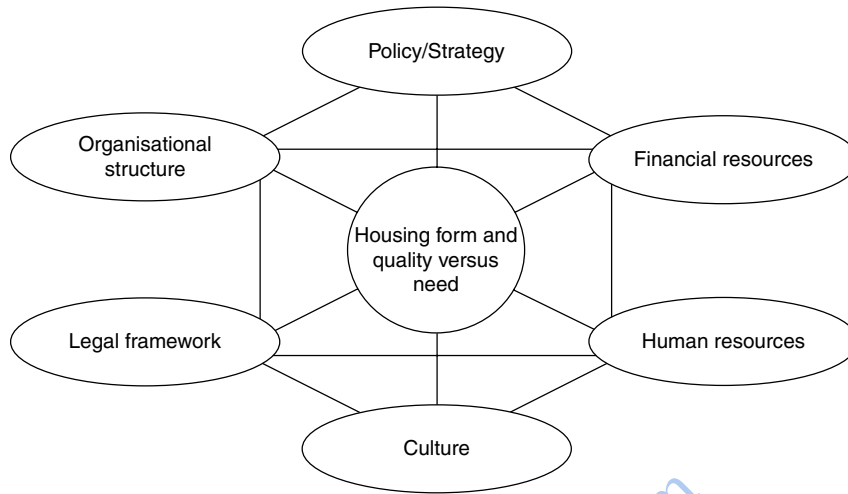 Policy/Strategy
Organisational
structure
Financial resources
Housing form and
quality versus
need
Legal framework
Human resources
Culture